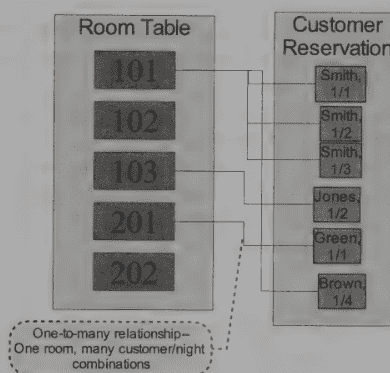 Room Table
101
102
103
201
202
Customer
Reservation
Smith,
1/1
Smith,
1/2
Smith,
1/3
Jones,
1/2
Green,
1/1
Brown,
1/4
One-to-many relationship--
One room, many customer/night
combinations